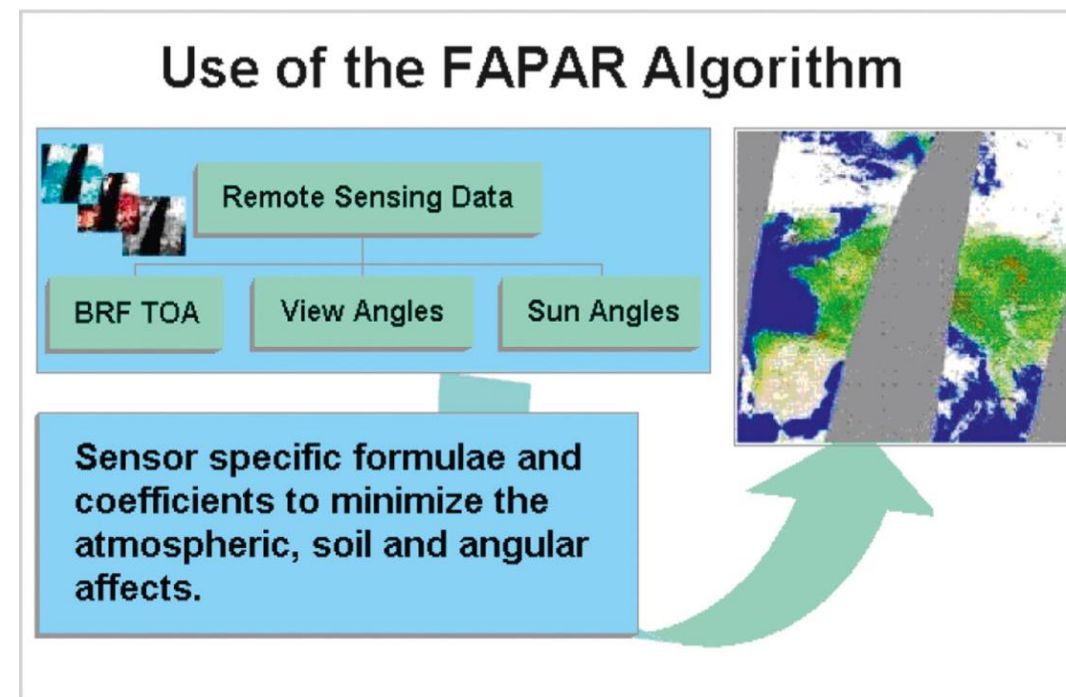 Use of the FAPAR Algorithm
Remote Sensing Data
BRF TOA
View Angles
Sun Angles
Sensor specific formulae and
coefficients to minimize the
atmospheric, soil and angular
affects.